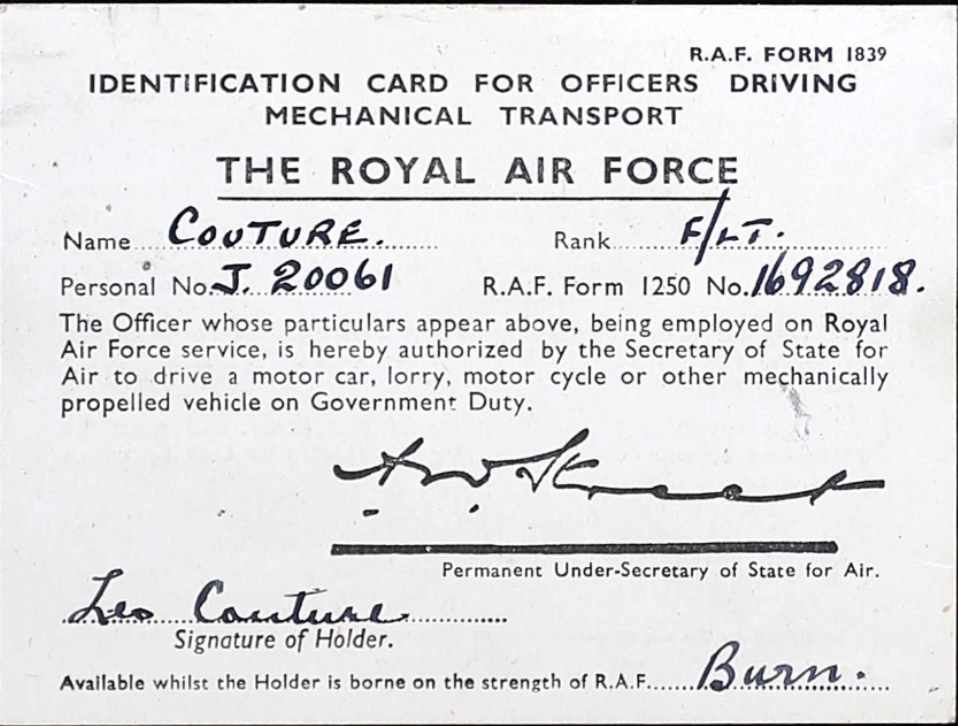 R.A.F. FORM 1839
IDENTIFICATION CARD FOR OFFICERS DRIVING
MECHANICAL TRANSPORT
THE ROYAL AIR FORCE
Name COUTURE. Rank F/LT.
Personal No. J. 20061 R.A.F. Form 1250 No. 1692818.
The Officer whose particulars appear above, being employed on Royal
Air Force service, is hereby authorized by the Secretary of State for
Air to drive a motor car, lorry, motor cycle or other mechanically
propelled vehicle on Government Duty.
A. W. Street
Permanent Under-Secretary of State for Air.
Leo Couture
Signature of Holder.
Available whilst the Holder is borne on the strength of R.A.F. Burn.